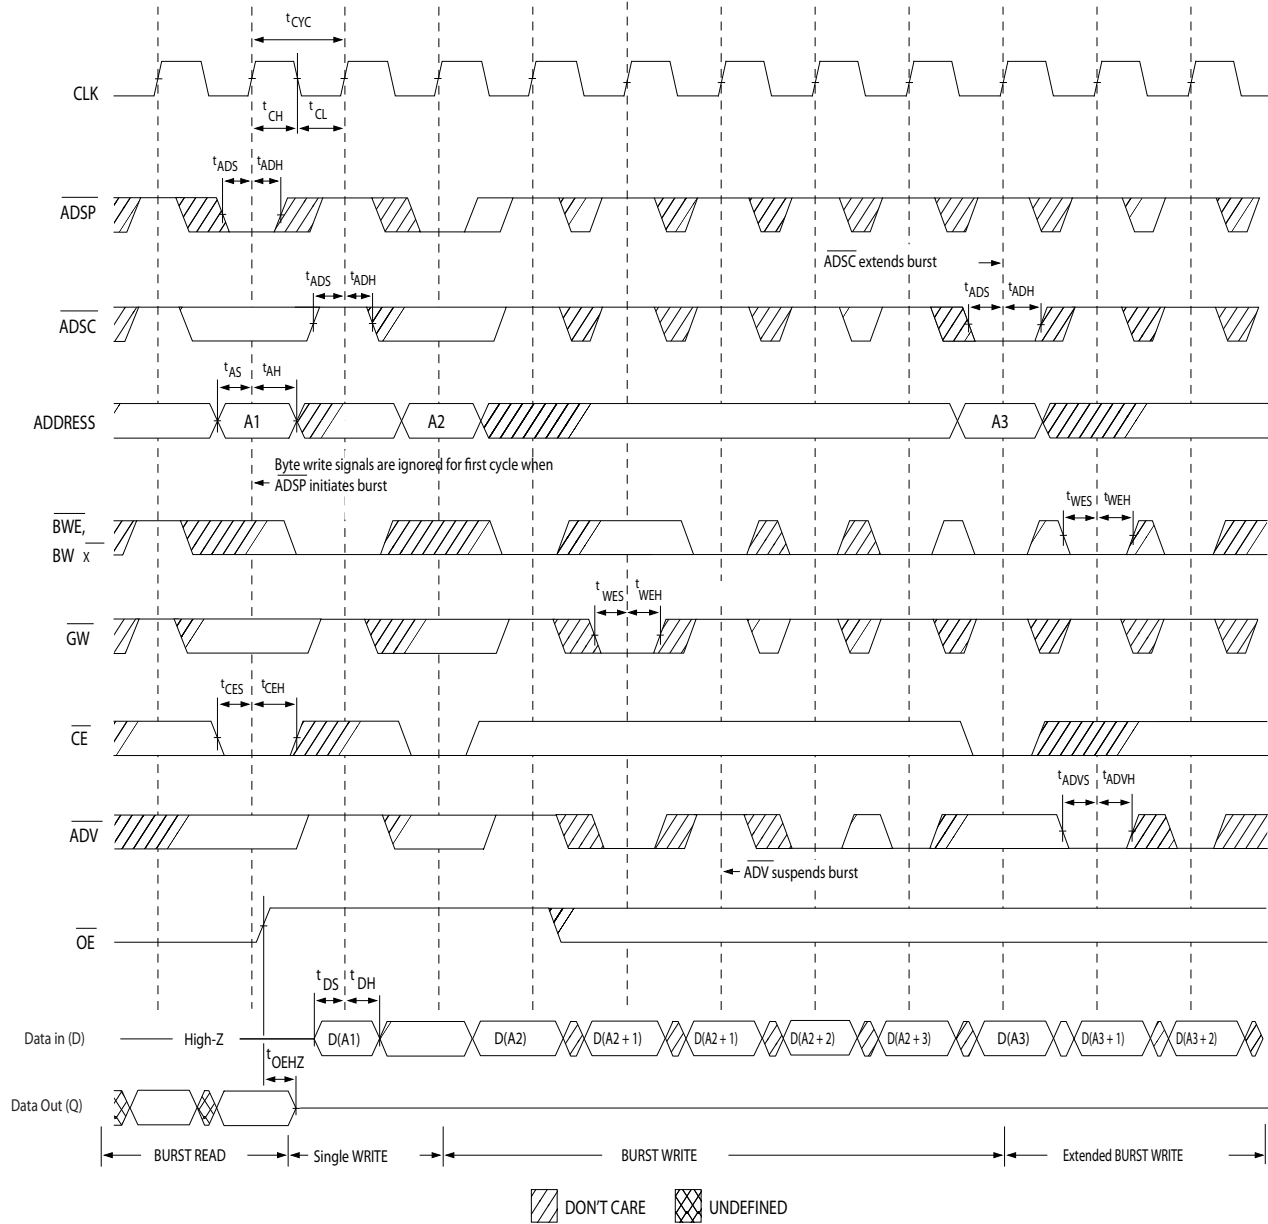 tCYC
CLK
tCH tCL
tADS tADH
ADSP
ADSC extends burst
tADS tADH
tADS tADH
ADSC
tAS tAH
ADDRESS A1 A2 A3
Byte write signals are ignored for first cycle when
ADSP initiates burst
tWES tWEH
BWE,
BW x
tWES tWEH
GW
tCES tCEH
CE
tADVS tADVH
ADV
ADV suspends burst
OE
tDS tDH
Data in (D) High-Z D(A1) D(A2) D(A2 + 1) D(A2 + 1) D(A2 + 2) D(A2 + 3) D(A3) D(A3 + 1) D(A3 + 2)
tOEHZ
Data Out (Q)
BURST READ Single WRITE BURST WRITE Extended BURST WRITE
DON'T CARE UNDEFINED